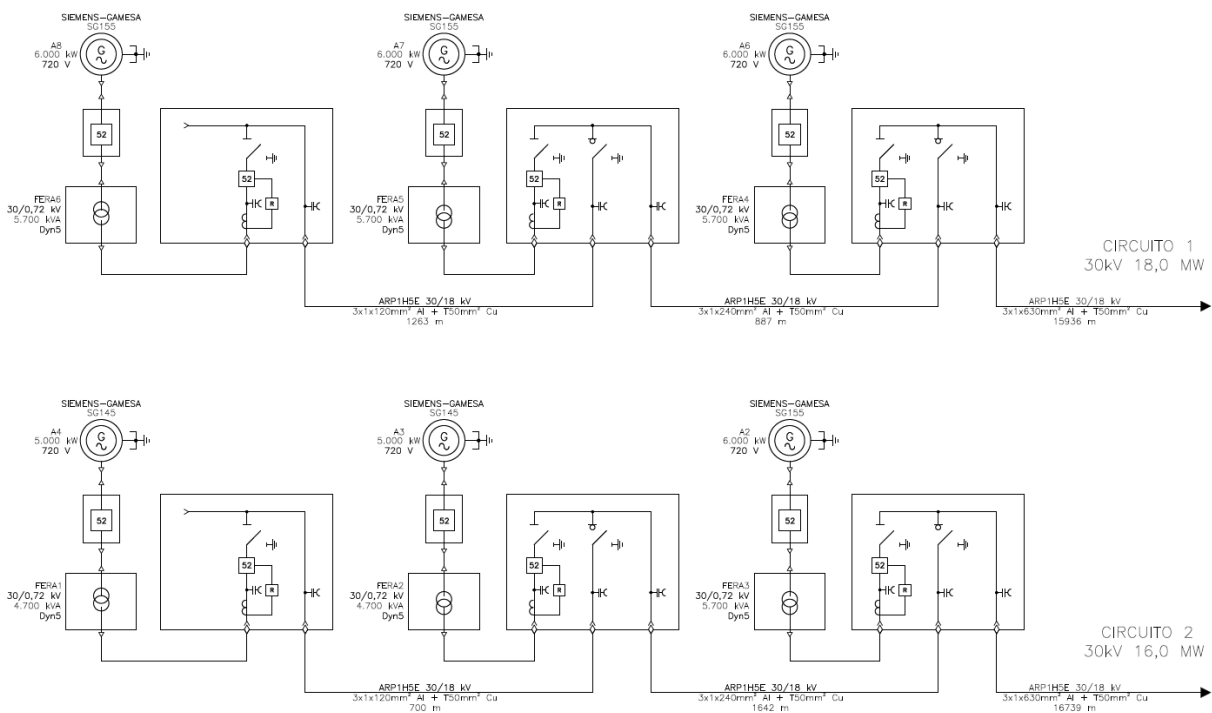 SIEMENS-GAMESA
SG155
A8
6.000 kW
720 V
G
52
FERA6
30/0,72 kV
5.700 kVA
Dyn5
52
R
SIEMENS-GAMESA
SG155
A7
6.000 kW
720 V
G
52
FERA5
30/0,72 kV
5.700 kVA
Dyn5
52
R
SIEMENS-GAMESA
SG155
A6
6.000 kW
720 V
G
52
FERA4
30/0,72 kV
5.700 kVA
Dyn5
52
R
CIRCUITO 1
30kV 18,0 MW
ARP1H5E 30/18 kV
3x1x120mm² Al + T50mm² Cu
1263 m
ARP1H5E 30/18 kV
3x1x240mm² Al + T50mm² Cu
887 m
ARP1H5E 30/18 kV
3x1x630mm² Al + T50mm² Cu
15936 m
SIEMENS-GAMESA
SG145
A4
5.000 kW
720 V
G
52
FERA1
30/0,72 kV
4.700 kVA
Dyn5
52
R
SIEMENS-GAMESA
SG145
A3
5.000 kW
720 V
G
52
FERA2
30/0,72 kV
4.700 kVA
Dyn5
52
R
SIEMENS-GAMESA
SG155
A2
6.000 kW
720 V
G
52
FERA3
30/0,72 kV
5.700 kVA
Dyn5
52
R
CIRCUITO 2
30kV 16,0 MW
ARP1H5E 30/18 kV
3x1x120mm² Al + T50mm² Cu
700 m
ARP1H5E 30/18 kV
3x1x240mm² Al + T50mm² Cu
1642 m
ARP1H5E 30/18 kV
3x1x630mm² Al + T50mm² Cu
16739 m